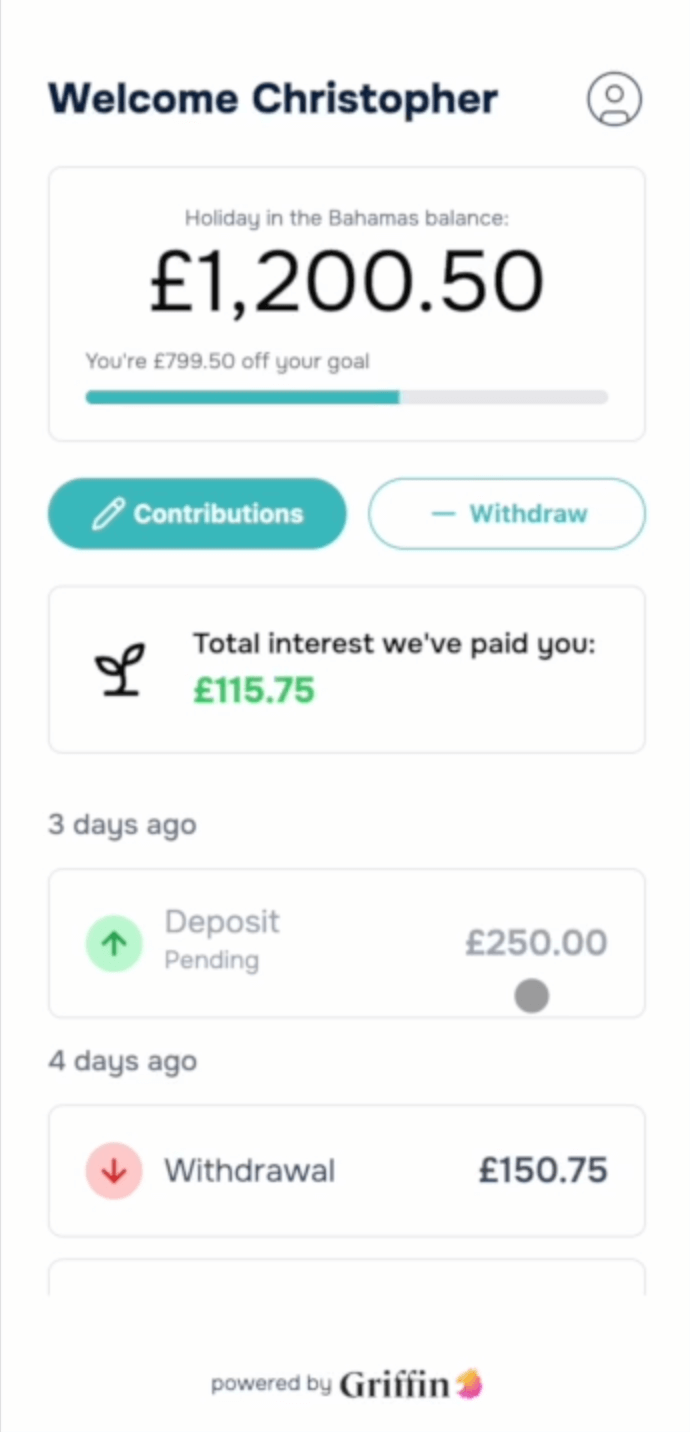 Welcome Christopher
Holiday in the Bahamas balance:
£1,200.50
You're £799.50 off your goal
Contributions
Withdraw
Total interest we've paid you:
£115.75
3 days ago
Deposit
Pending
£250.00
4 days ago
Withdrawal
£150.75
powered by Griffin